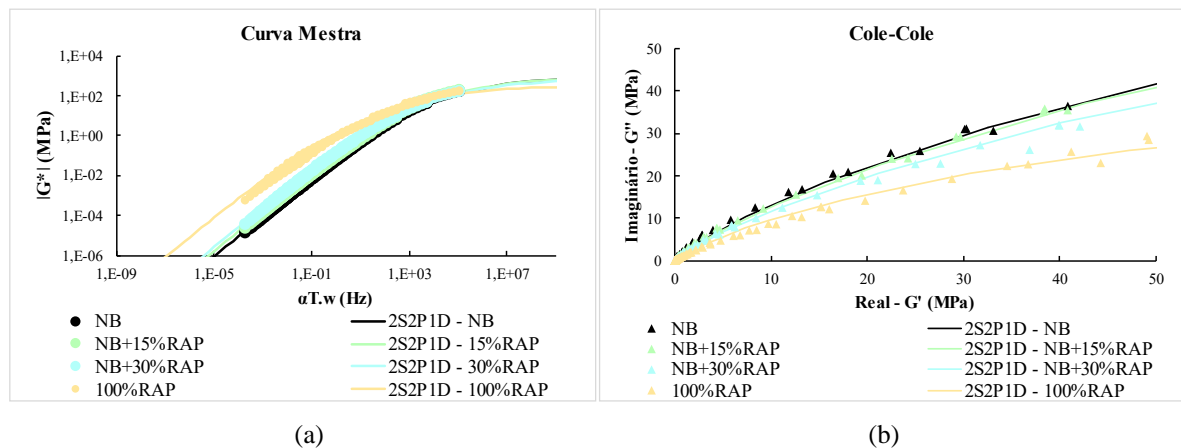 Curva Mestra
|G*| (MPa)
1,E+04
1,E+02
1,E+00
1,E-02
1,E-04
1,E-06
1,E-09
1,E-05
1,E-01
1,E+03
1,E+07
αT.w (Hz)
NB
2S2P1D - NB
NB+15%RAP
2S2P1D - 15%RAP
NB+30%RAP
2S2P1D - 30%RAP
100%RAP
2S2P1D - 100%RAP
(a)
Cole-Cole
Imaginário - G'' (MPa)
50
40
30
20
10
0
0
10
20
30
40
50
Real - G' (MPa)
NB
2S2P1D - NB
NB+15%RAP
2S2P1D - NB+15%RAP
NB+30%RAP
2S2P1D - NB+30%RAP
100%RAP
2S2P1D - 100%RAP
(b)